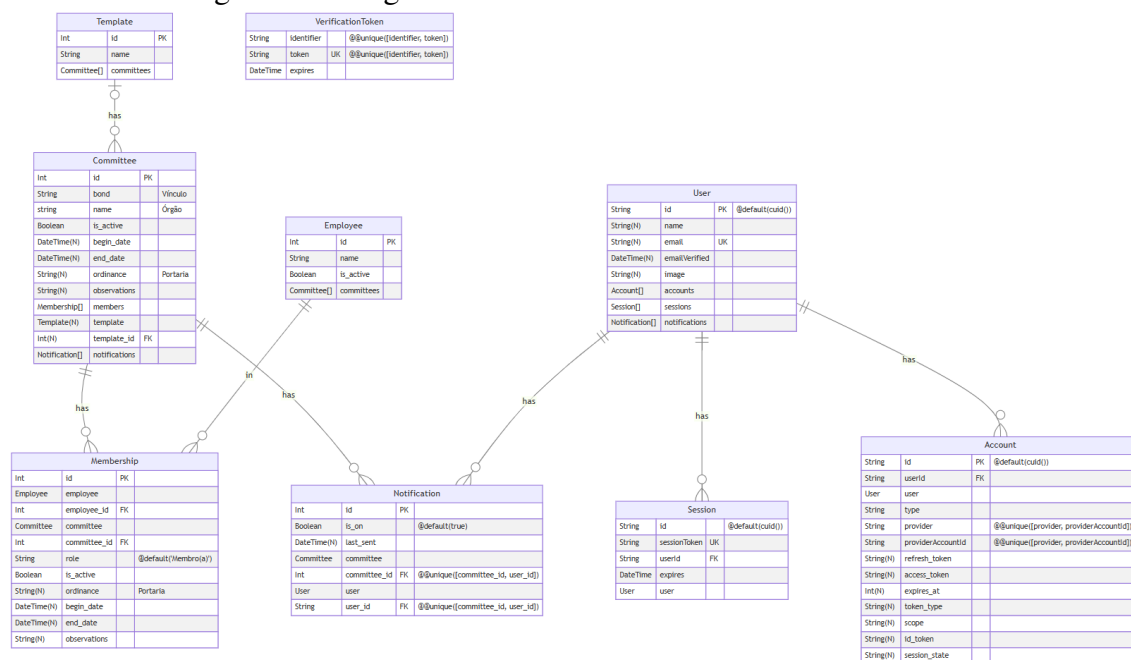 Template
Int id PK
String name
Committee[] committees
VerificationToken
String identifier @@unique([identifier, token])
String token UK @@unique([identifier, token])
DateTime expires
has
Committee
Int id PK
String bond Vínculo
string name Órgão
Boolean is_active
DateTime(N) begin_date
DateTime(N) end_date
String(N) ordinance Portaria
String(N) observations
Membership[] members
Template(N) template
Int(N) template_id FK
Notification[] notifications
Employee
Int id PK
String name
Boolean is_active
Committee[] committees
User
String id PK @default(cuid())
String(N) name
String(N) email UK
DateTime(N) emailVerified
String(N) image
Account[] accounts
Session[] sessions
Notification[] notifications
has
in
has
has
has
has
Membership
Int id PK
Employee employee
Int employee_id FK
Committee committee
Int committee_id FK
String role @default('Membro(a)')
Boolean is_active
String(N) ordinance Portaria
DateTime(N) begin_date
DateTime(N) end_date
String(N) observations
Notification
Int id PK
Boolean is_on @default(true)
DateTime(N) last_sent
Committee committee
Int committee_id FK @@unique([committee_id, user_id])
User user
String user_id FK @@unique([committee_id, user_id])
Session
String id @default(cuid())
String sessionToken UK
String userId FK
DateTime expires
User user
Account
String id PK @default(cuid())
String userId FK
User user
String type
String provider @@unique([provider, providerAccountId])
String providerAccountId @@unique([provider, providerAccountId])
String(N) refresh_token
String(N) access_token
Int(N) expires_at
String(N) token_type
String(N) scope
String(N) id_token
String(N) session_state